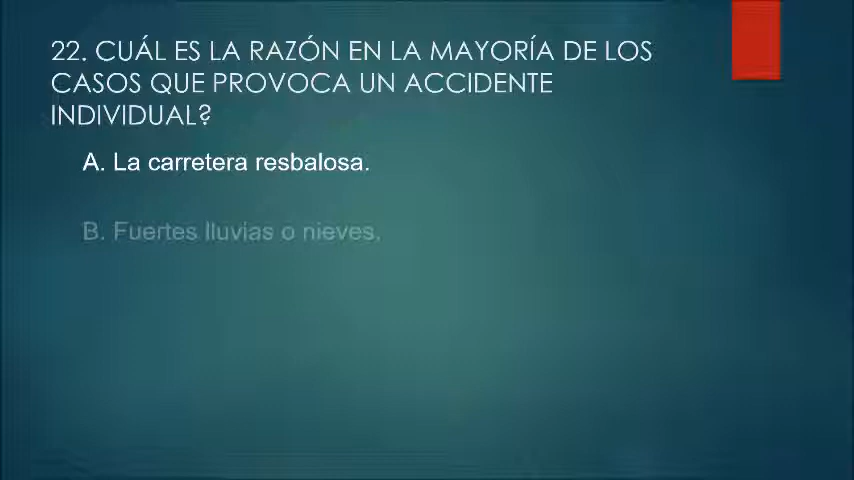 22. CUÁL ES LA RAZÓN EN LA MAYORÍA DE LOS
CASOS QUE PROVOCA UN ACCIDENTE
INDIVIDUAL?
A. La carretera resbalosa.
B. Fuertes lluvias o nieves.